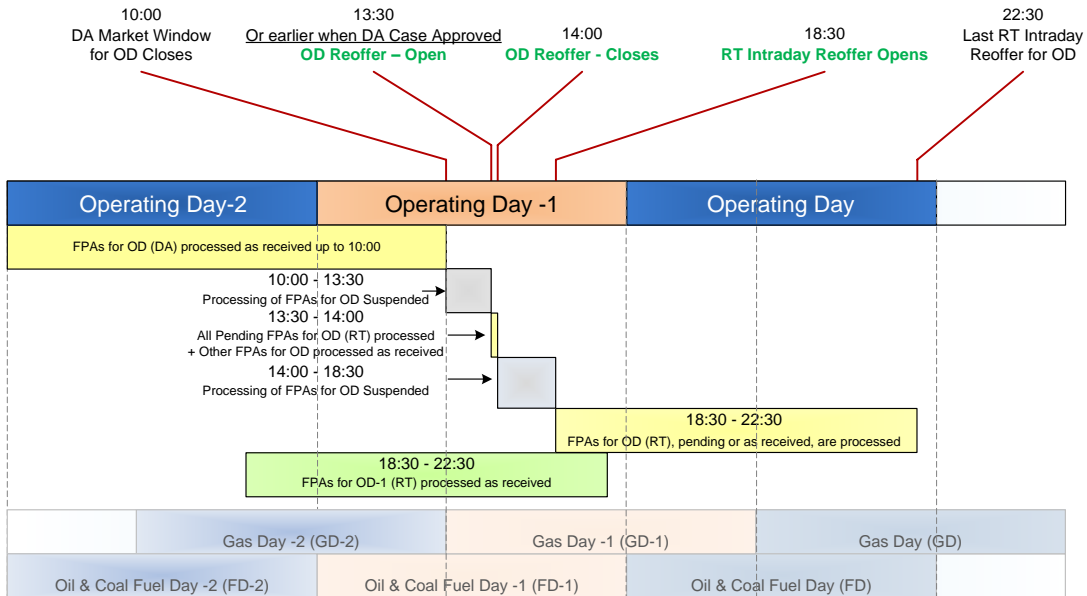 10:00
DA Market Window
for OD Closes
13:30
Or earlier when DA Case Approved
OD Reoffer – Open
14:00
OD Reoffer - Closes
18:30
RT Intraday Reoffer Opens
22:30
Last RT Intraday
Reoffer for OD
Operating Day-2
Operating Day -1
Operating Day
FPAs for OD (DA) processed as received up to 10:00
10:00 - 13:30
Processing of FPAs for OD Suspended
13:30 - 14:00
All Pending FPAs for OD (RT) processed
+ Other FPAs for OD processed as received
14:00 - 18:30
Processing of FPAs for OD Suspended
18:30 - 22:30
FPAs for OD (RT), pending or as received, are processed
18:30 - 22:30
FPAs for OD-1 (RT) processed as received
Gas Day -2 (GD-2)
Gas Day -1 (GD-1)
Gas Day (GD)
Oil & Coal Fuel Day -2 (FD-2)
Oil & Coal Fuel Day -1 (FD-1)
Oil & Coal Fuel Day (FD)